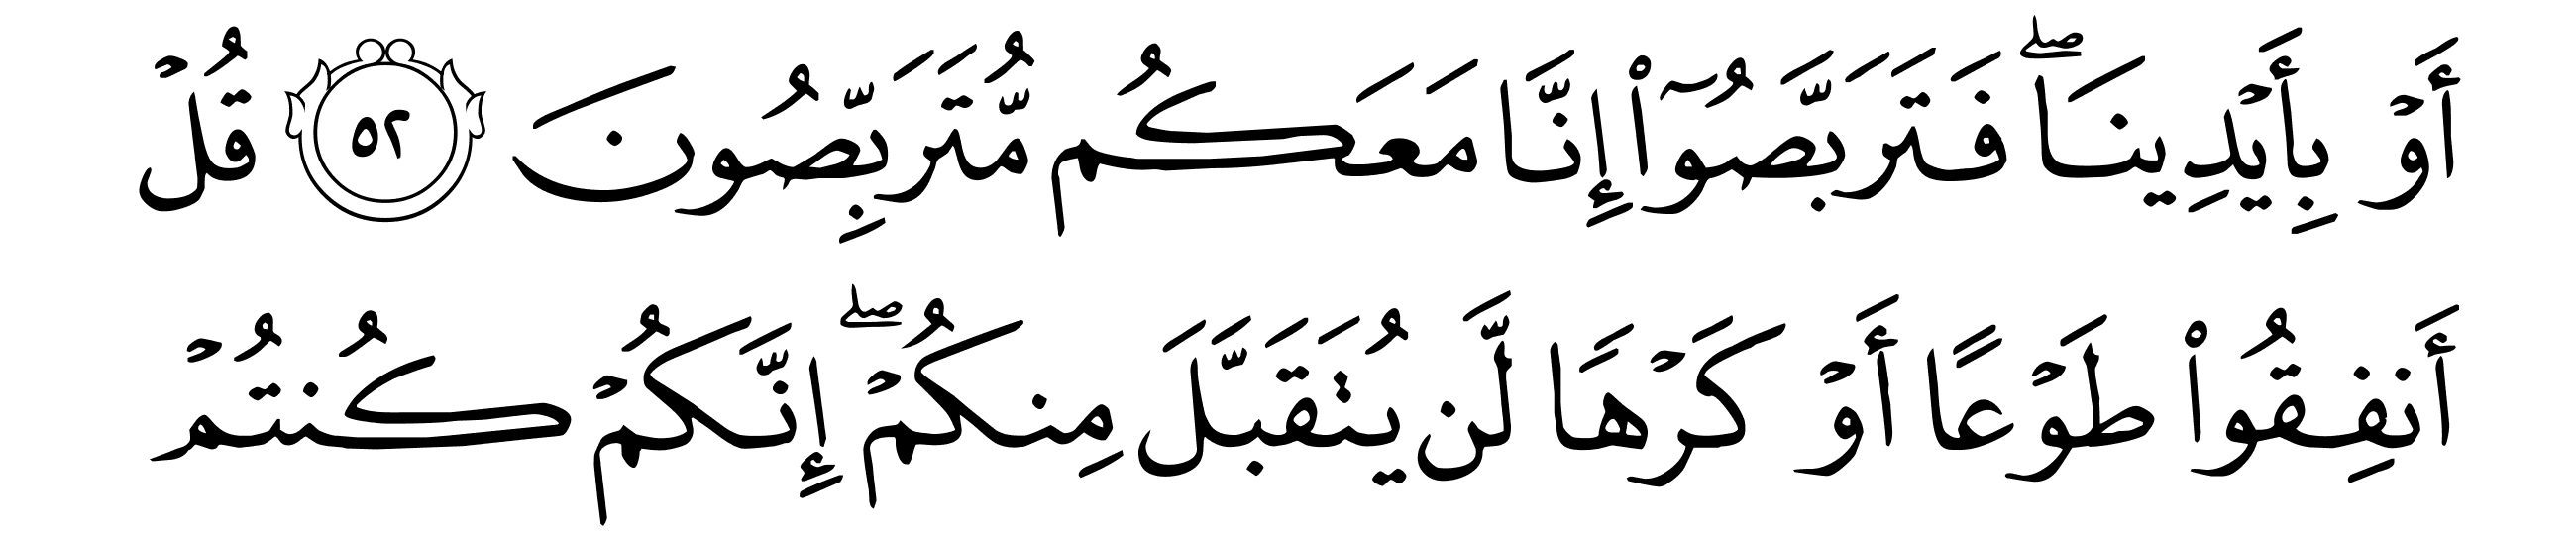 أَوۡ بِأَيۡدِينَاۖ فَتَرَبَّصُوٓاْ إِنَّا مَعَكُم مُّتَرَبِّصُونَ ٥٢ قُلۡ
أَنفِقُواْ طَوۡعًا أَوۡ كَرۡهٗا لَّن يُتَقَبَّلَ مِنكُمۡۖ إِنَّكُمۡ كُنتُمۡ